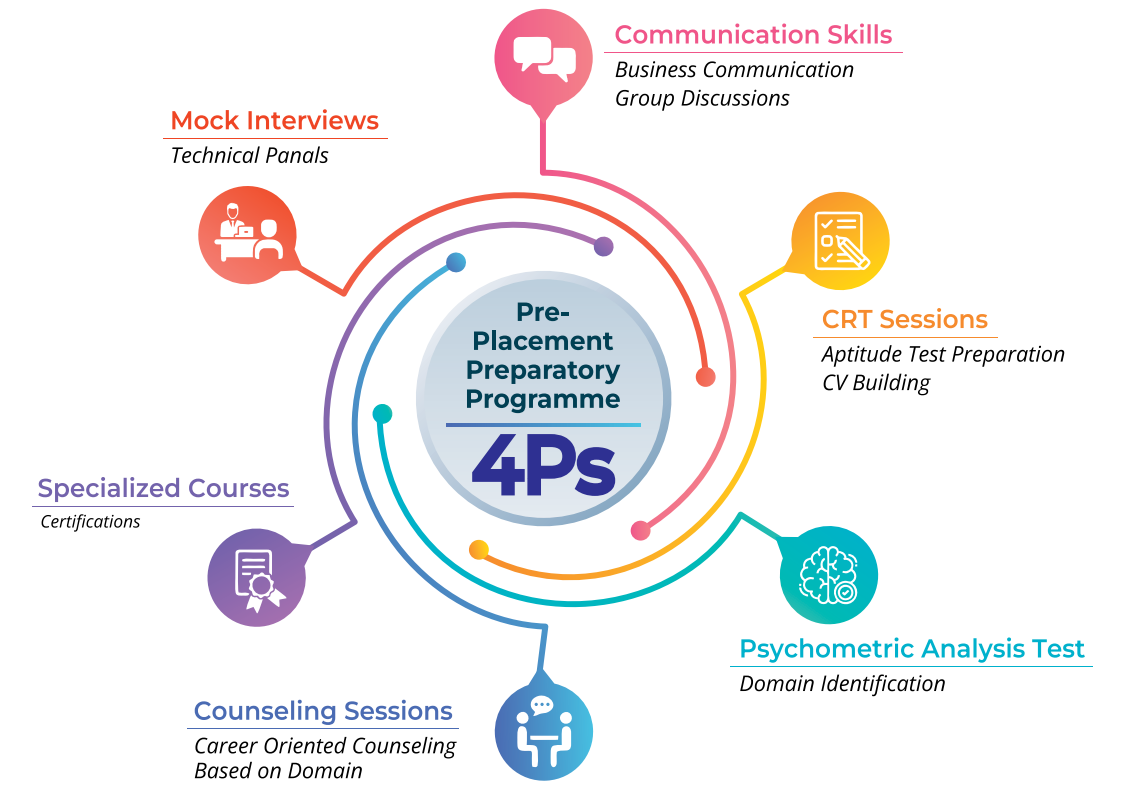 Communication Skills
Business Communication
Group Discussions
Mock Interviews
Technical Panals
CRT Sessions
Aptitude Test Preparation
CV Building
Pre-
Placement
Preparatory
Programme
4Ps
Specialized Courses
Certifications
Psychometric Analysis Test
Domain Identification
Counseling Sessions
Career Oriented Counseling
Based on Domain